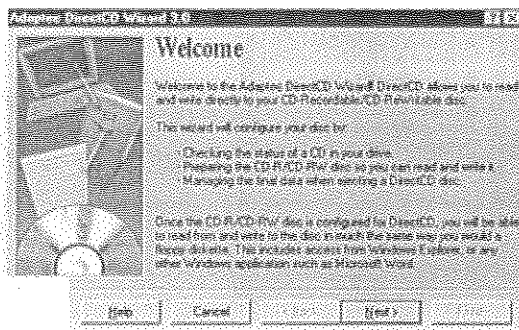 Adaptec DirectCD Wizard 3.0
Welcome
Welcome to the Adaptec DirectCD Wizard! DirectCD allows you to read
and write directly to your CD-Recordable/CD-ReWritable disc.
This wizard will configure your disc by:
Checking the status of a CD in your drive.
Preparing the CD-R/CD-RW disc so you can read and write it.
Managing the final data when ejecting a DirectCD disc.
Once the CD-R/CD-RW disc is configured for DirectCD, you will be able
to read from and write to the disc in much the same way you would a
floppy diskette. This includes access from Windows Explorer, or any
other Windows application such as Microsoft Word.
Help
Cancel
Next >